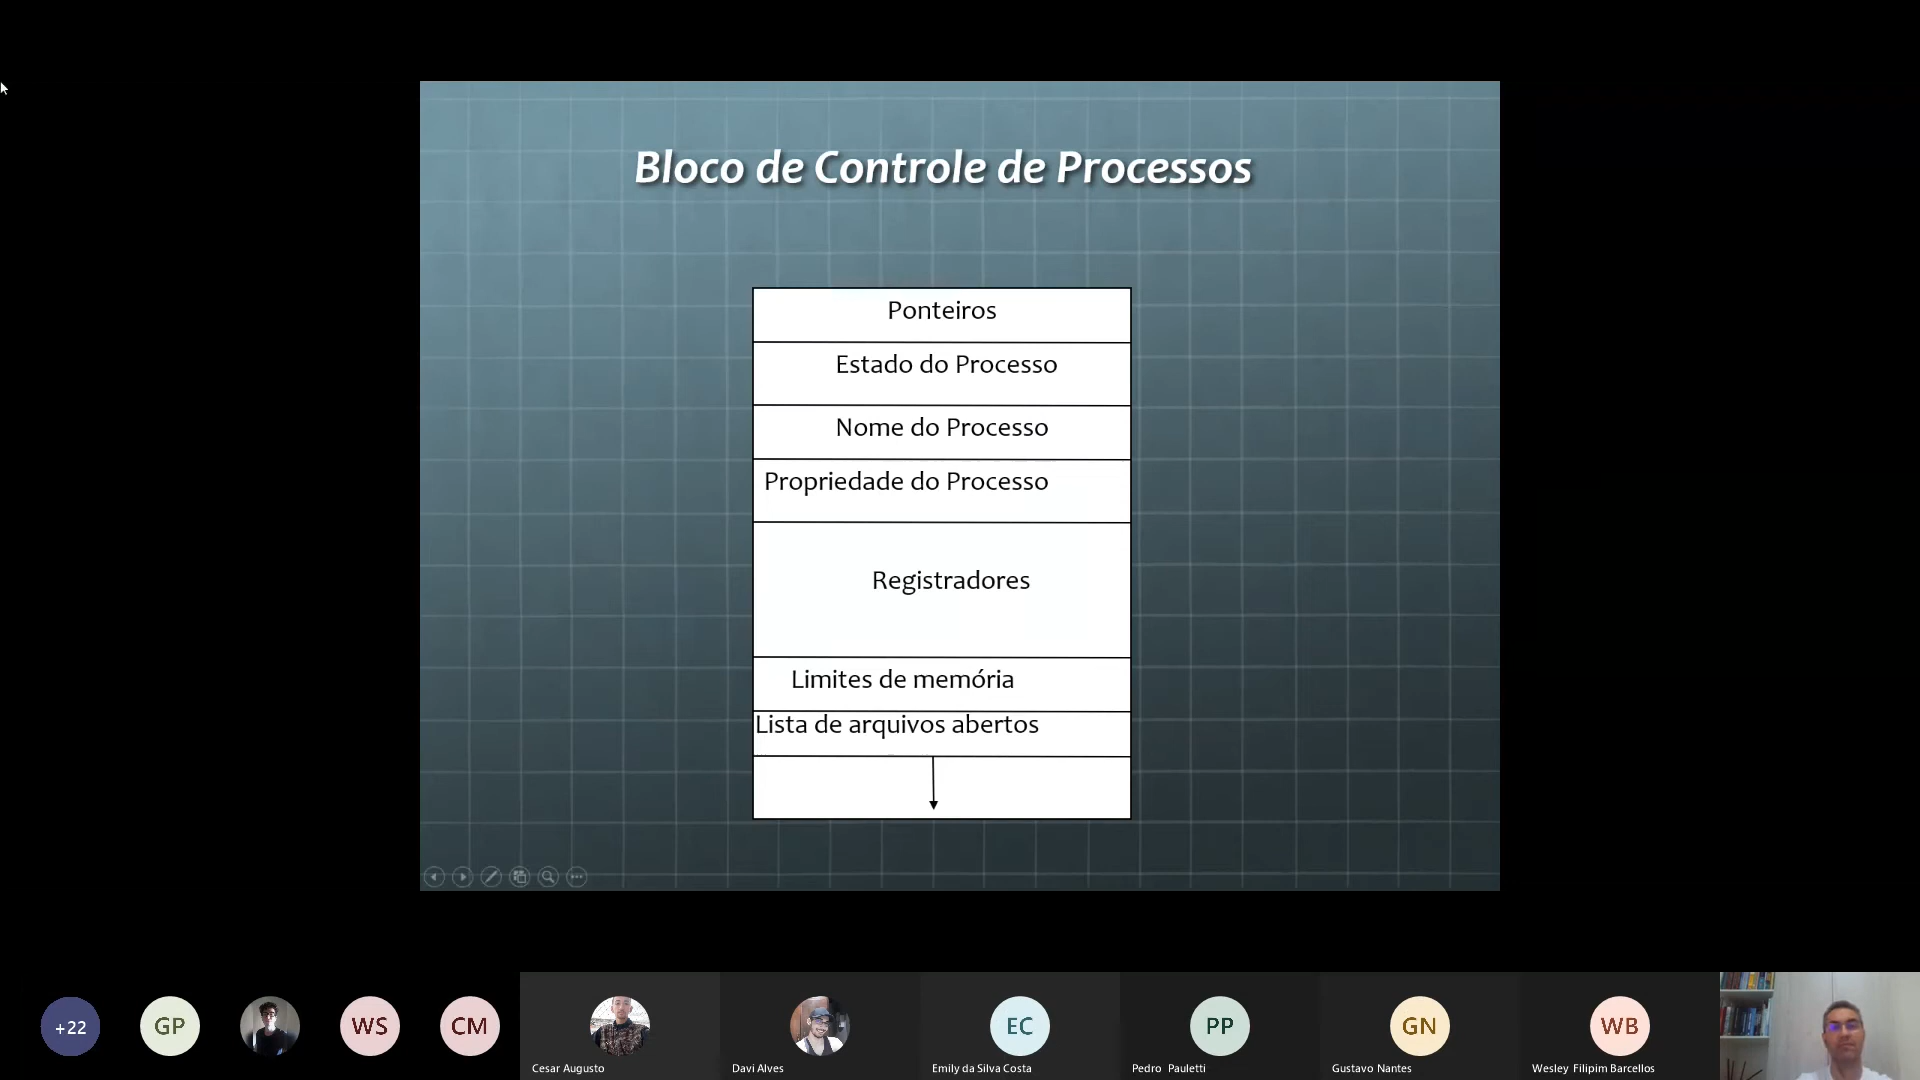 Bloco de Controle de Processos
Ponteiros
Estado do Processo
Nome do Processo
Propriedade do Processo
Registradores
Limites de memória
Lista de arquivos abertos
+22
GP
WS
CM
EC
PP
GN
WB
Cesar Augusto
Davi Alves
Emily da Silva Costa
Pedro Pauletti
Gustavo Nantes
Wesley Filipim Barcellos